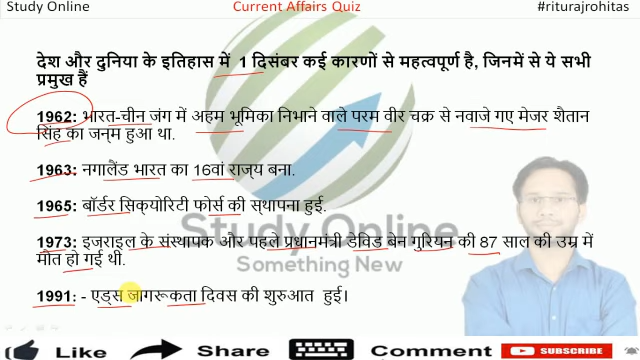 Study Online
Current Affairs Quiz
#riturajrohitas
देश और दुनिया के इतिहास में 1 दिसंबर कई कारणों से महत्वपूर्ण है, जिनमें से ये सभी
प्रमुख हैं
1962: भारत-चीन जंग में अहम भूमिका निभाने वाले परम वीर चक्र से नवाजे गए मेजर शैतान
सिंह का जन्म हुआ था.
1963: नगालैंड भारत का 16वां राज्य बना.
1965: बॉर्डर सिक्योरिटी फोर्स की स्थापना हुई.
Study Online
1973: इजराइल के संस्थापक और पहले प्रधानमंत्री डेविड बेन गुरियन की 87 साल की उम्र में
मौत हो गई थी.
Something New
1991: - एड्स जागरूकता दिवस की शुरुआत हुई।
Like
Share
Comment
SUBSCRIBE